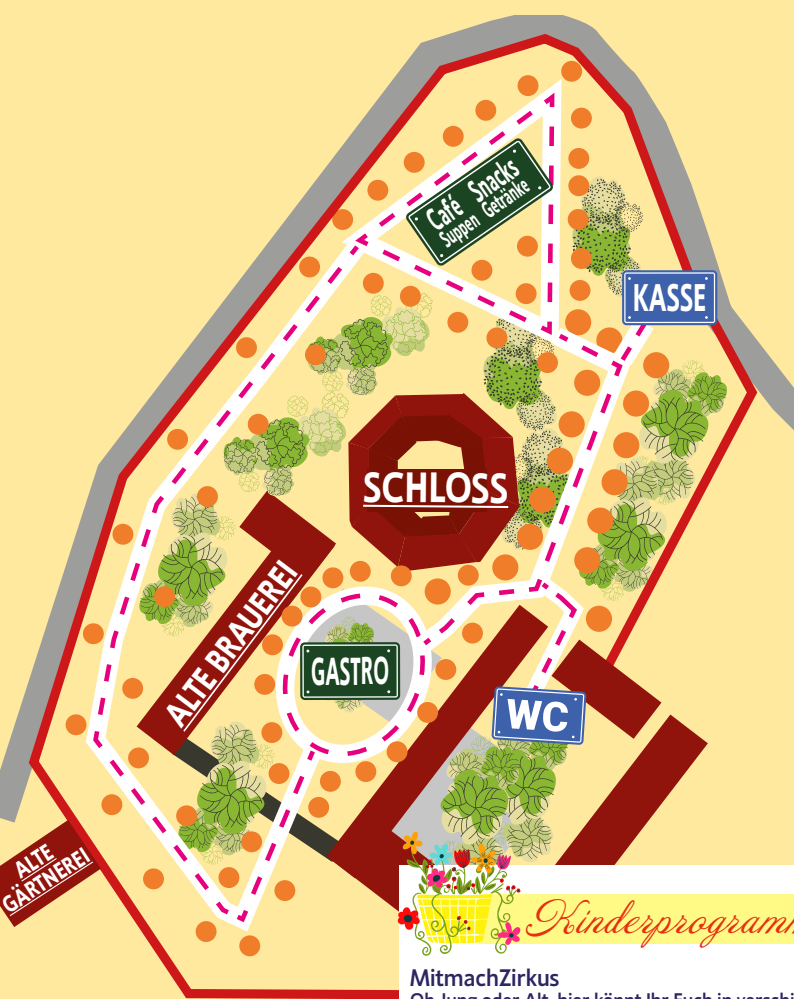 Café Snacks
Suppen Getränke
KASSE
SCHLOSS
ALTE BRAUEREI
GASTRO
WC
ALTE
GÄRTNEREI
Kinderprogramm
MitmachZirkus